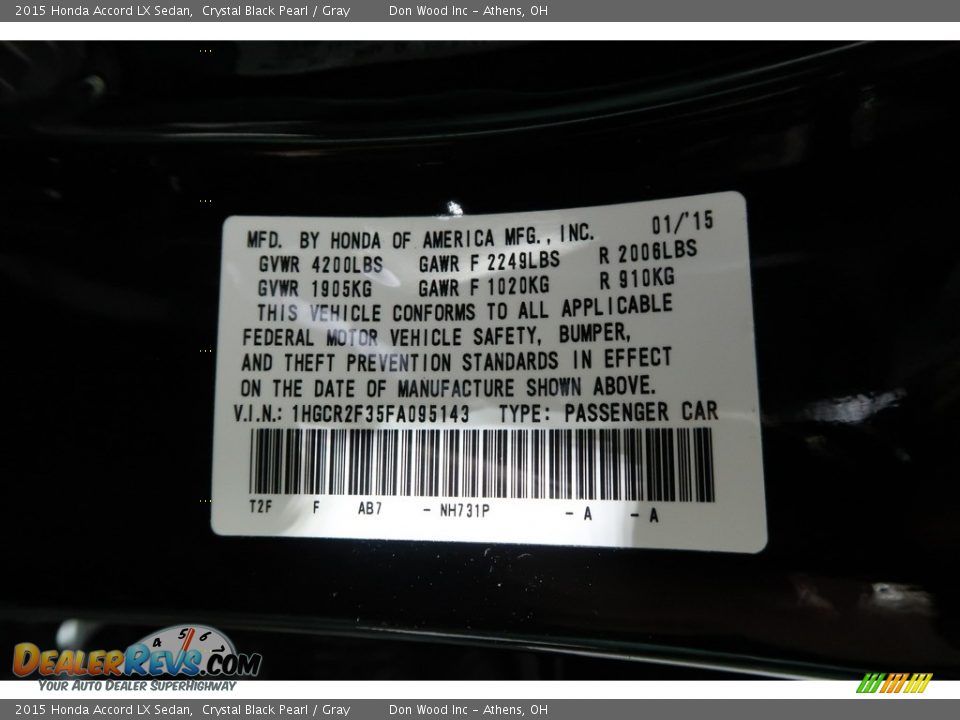 2015 Honda Accord LX Sedan, Crystal Black Pearl / Gray Don Wood Inc - Athens, OH
MFD. BY HONDA OF AMERICA MFG., INC. 01/'15
GVWR 4200LBS GAWR F 2249LBS R 2006LBS
GVWR 1905KG GAWR F 1020KG R 910KG
THIS VEHICLE CONFORMS TO ALL APPLICABLE
FEDERAL MOTOR VEHICLE SAFETY, BUMPER,
AND THEFT PREVENTION STANDARDS IN EFFECT
ON THE DATE OF MANUFACTURE SHOWN ABOVE.
V.I.N.: 1HGCR2F35FA095143 TYPE: PASSENGER CAR
T2F F AB7 - NH731P - A - A
4 5 6
DEALERREVS.COM
YOUR AUTO DEALER SUPERHIGHWAY
2015 Honda Accord LX Sedan, Crystal Black Pearl / Gray Don Wood Inc - Athens, OH